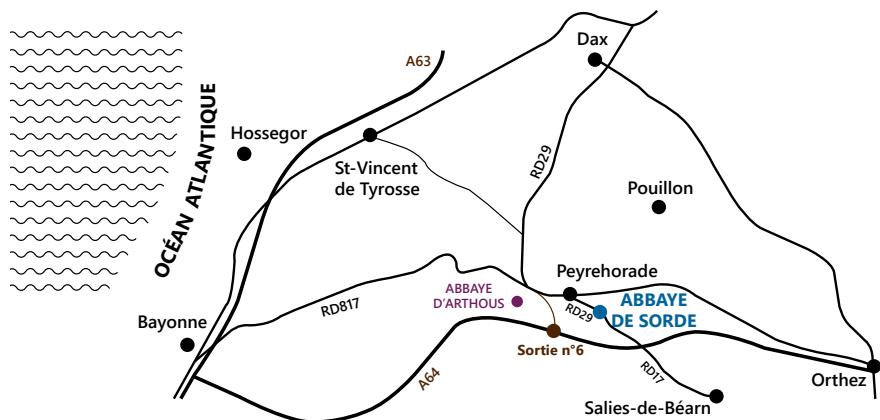 Dax
A63
OCÉAN ATLANTIQUE
Hossegor
St-Vincent
de Tyrosse
RD29
Pouillon
Peyrehorade
ABBAYE
D'ARTHOUS
RD817
RD29
ABBAYE
DE SORDE
Bayonne
Sortie n°6
A64
RD17
Orthez
Salies-de-Béarn